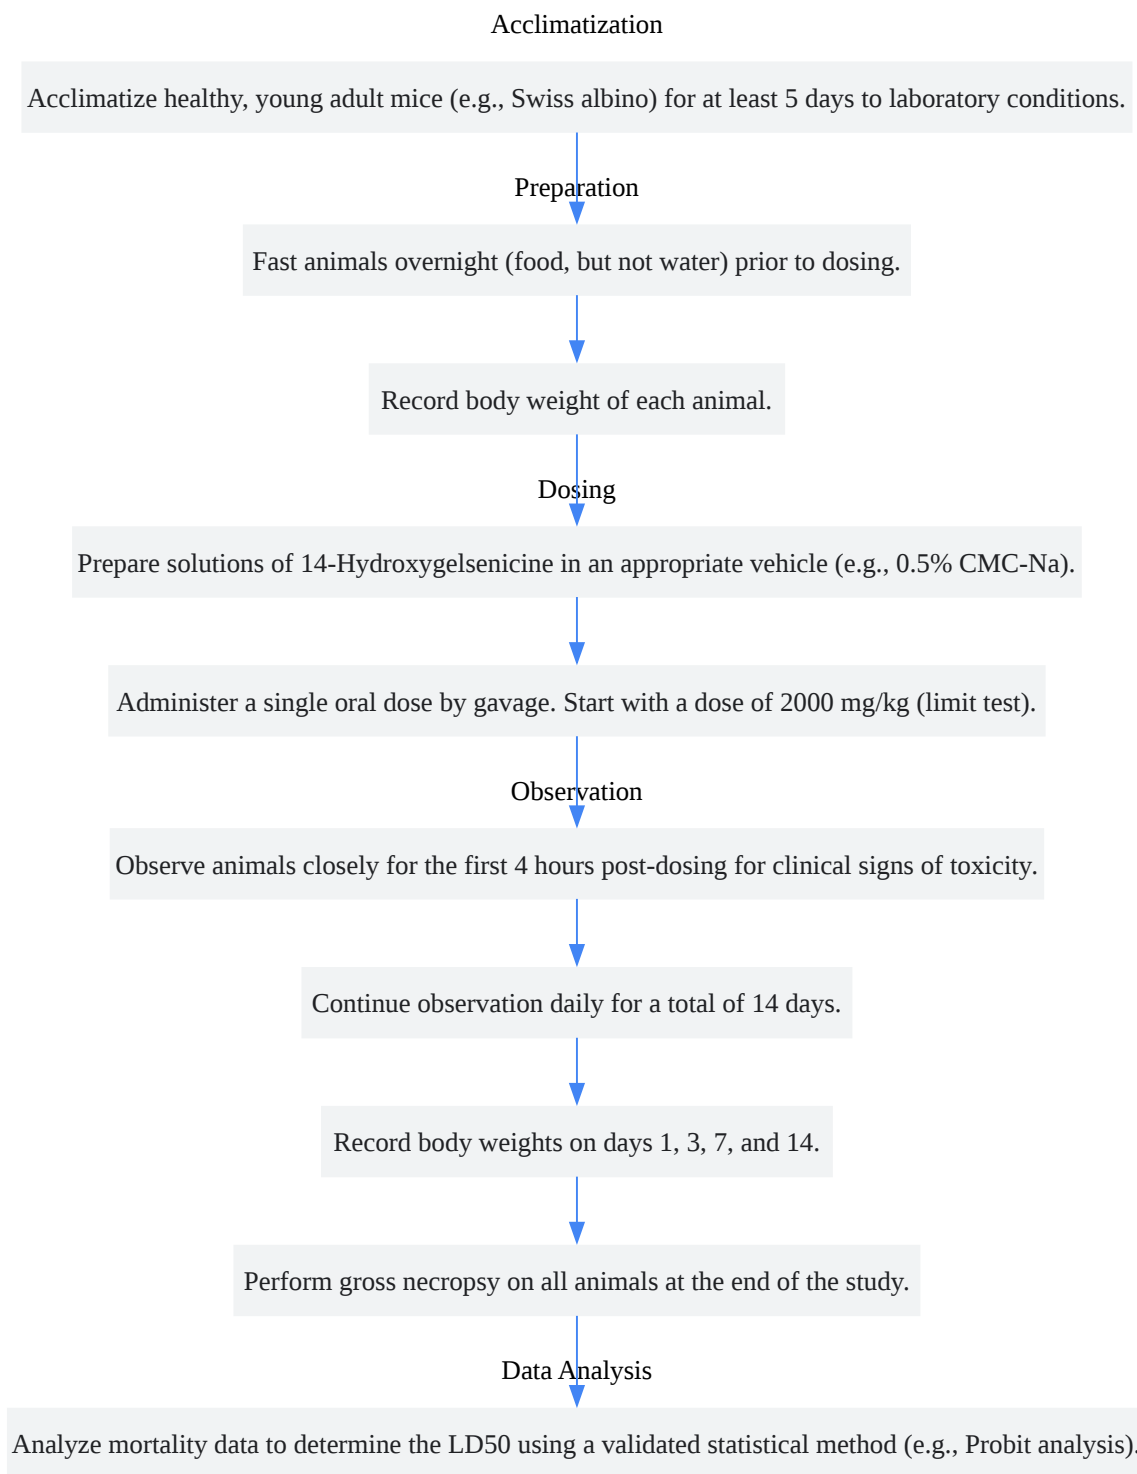 Acclimatization
Acclimatize healthy, young adult mice (e.g., Swiss albino) for at least 5 days to laboratory conditions.
Preparation
Fast animals overnight (food, but not water) prior to dosing.
Record body weight of each animal.
Dosing
Prepare solutions of 14-Hydroxygelsenicine in an appropriate vehicle (e.g., 0.5% CMC-Na).
Administer a single oral dose by gavage. Start with a dose of 2000 mg/kg (limit test).
Observation
Observe animals closely for the first 4 hours post-dosing for clinical signs of toxicity.
Continue observation daily for a total of 14 days.
Record body weights on days 1, 3, 7, and 14.
Perform gross necropsy on all animals at the end of the study.
Data Analysis
Analyze mortality data to determine the LD50 using a validated statistical method (e.g., Probit analysis).